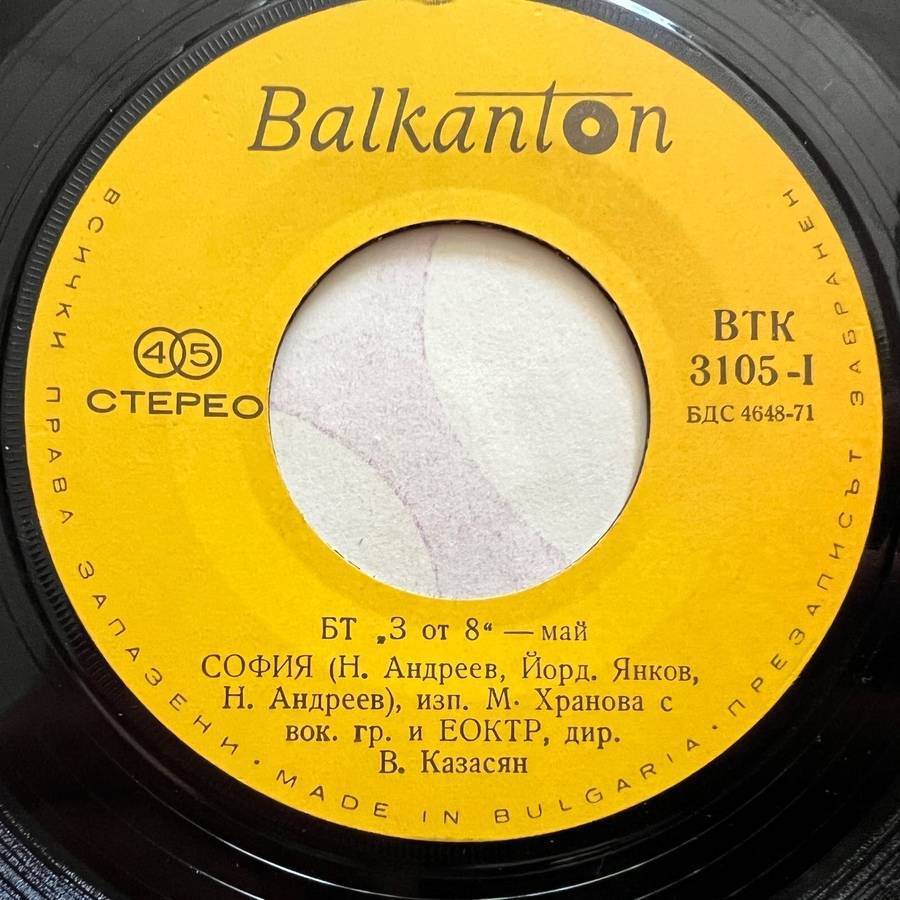 Balkanton
45
СТЕРЕО
ВТК
3105-I
БДС 4648-71
БТ „3 от 8“ — май
СОФИЯ (Н. Андреев, Йорд. Янков,
Н. Андреев), изп. М. Хранова с
вок. гр. и ЕОКТР, дир.
В. Казасян
ВСИЧКИ ПРАВА ЗАПАЗЕНИ · MADE IN BULGARIA · ПРЕЗАПИСЪТ ЗАБРАНЕН